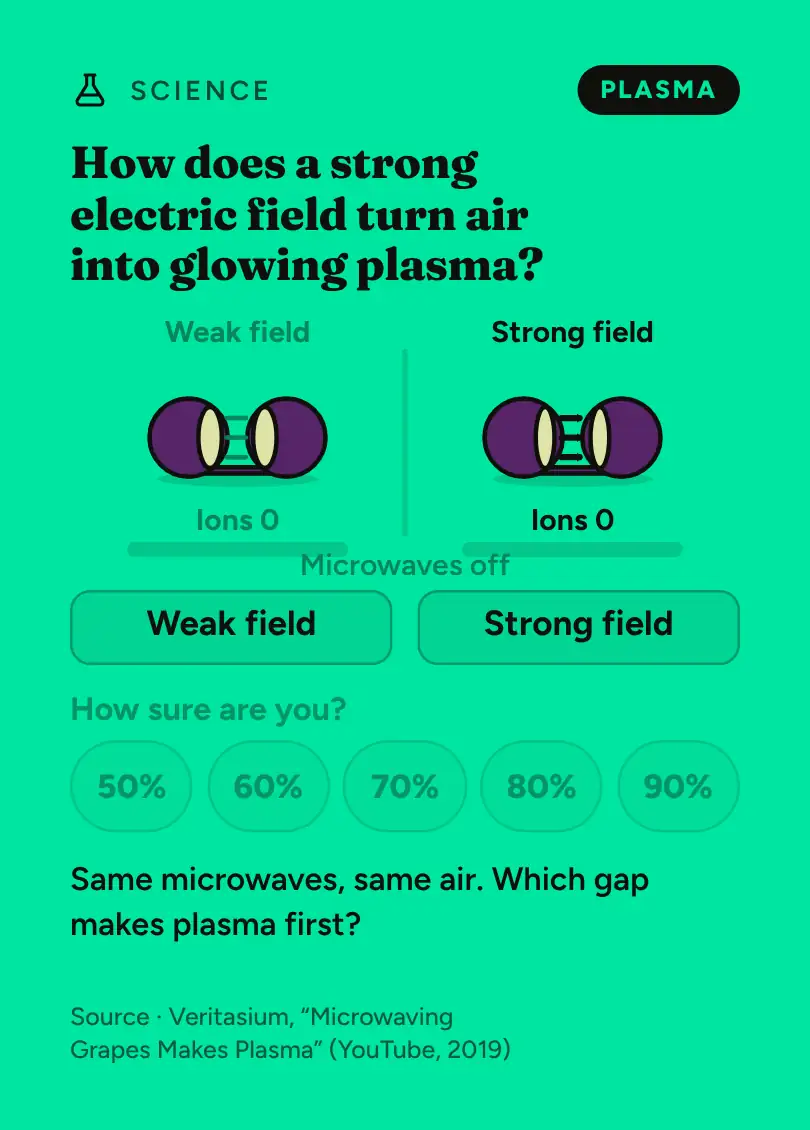 SCIENCE
PLASMA
How does a strong
electric field turn air
into glowing plasma?
Weak field
Strong field
Ions 0
Ions 0
Microwaves off
Weak field
Strong field
How sure are you?
50%
60%
70%
80%
90%
Same microwaves, same air. Which gap
makes plasma first?
Source · Veritasium, “Microwaving
Grapes Makes Plasma” (YouTube, 2019)